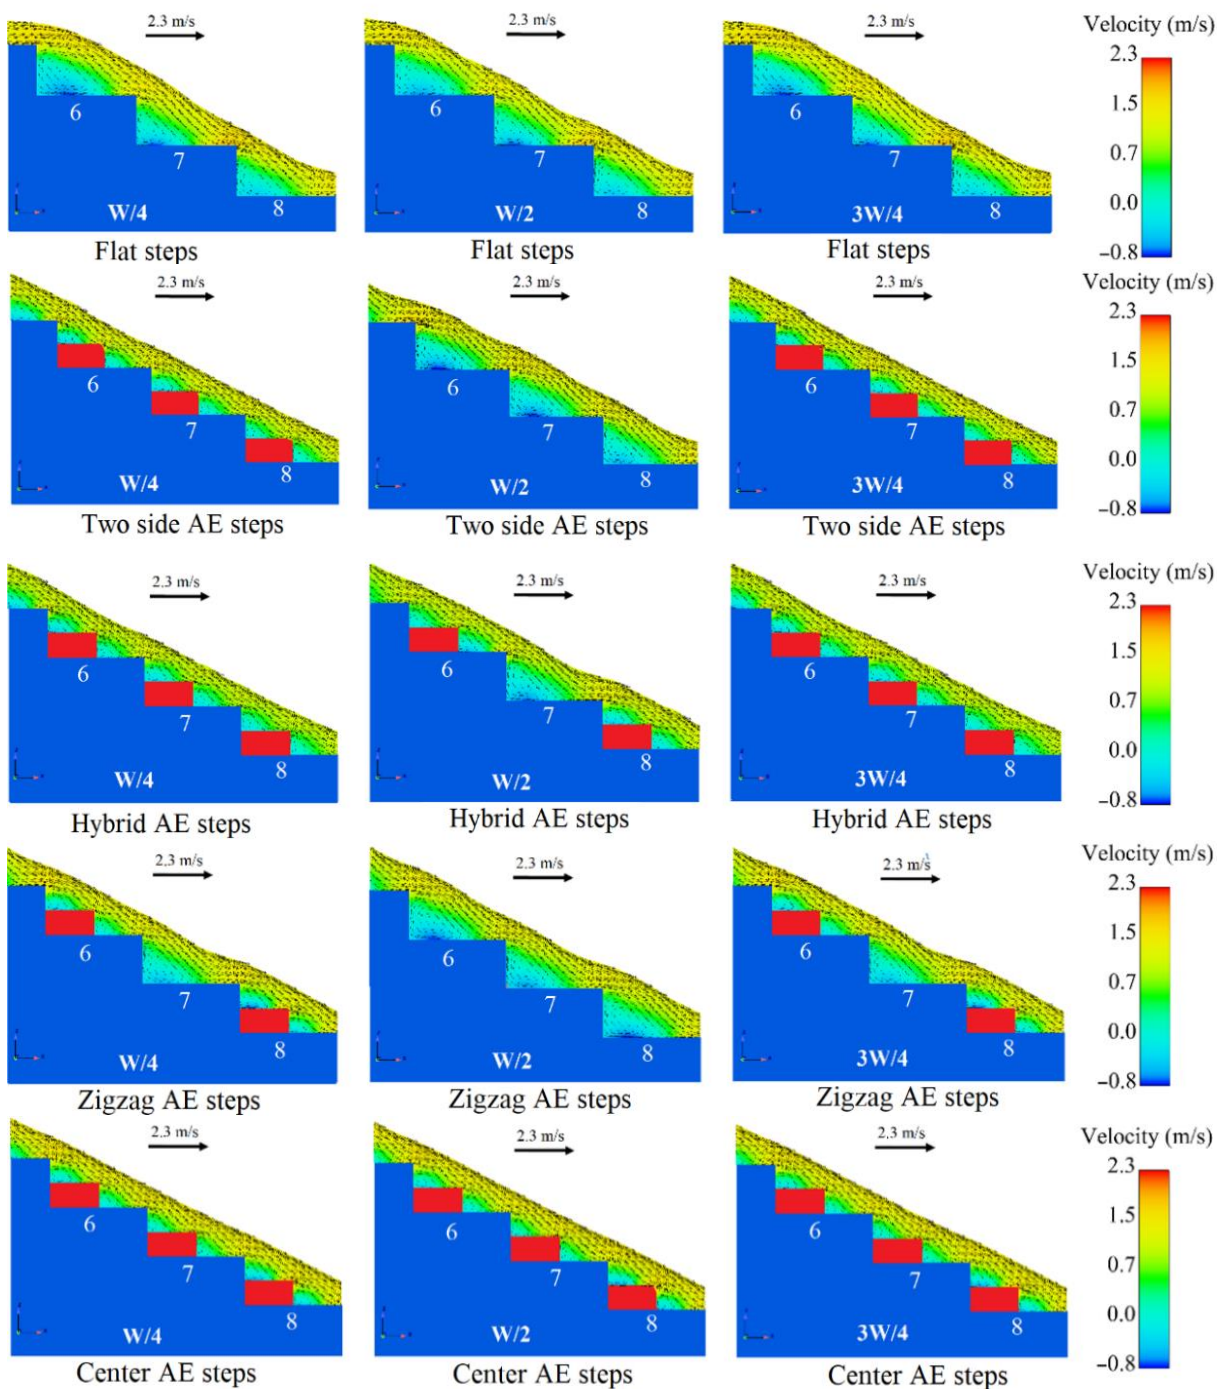 2.3 m/s 2.3 m/s 2.3 m/s Velocity (m/s)
2.3
1.5
0.7
0.0
−0.8
6 7 8 W/4
6 7 8 W/2
6 7 8 3W/4
Flat steps Flat steps Flat steps
2.3 m/s 2.3 m/s 2.3 m/s Velocity (m/s)
2.3
1.5
0.7
0.0
−0.8
6 7 8 W/4
6 7 8 W/2
6 7 8 3W/4
Two side AE steps Two side AE steps Two side AE steps
2.3 m/s 2.3 m/s 2.3 m/s Velocity (m/s)
2.3
1.5
0.7
0.0
−0.8
6 7 8 W/4
6 7 8 W/2
6 7 8 3W/4
Hybrid AE steps Hybrid AE steps Hybrid AE steps
2.3 m/s 2.3 m/s 2.3 m/s Velocity (m/s)
2.3
1.5
0.7
0.0
−0.8
6 7 8 W/4
6 7 8 W/2
6 7 8 3W/4
Zigzag AE steps Zigzag AE steps Zigzag AE steps
2.3 m/s 2.3 m/s 2.3 m/s Velocity (m/s)
2.3
1.5
0.7
0.0
−0.8
6 7 8 W/4
6 7 8 W/2
6 7 8 3W/4
Center AE steps Center AE steps Center AE steps